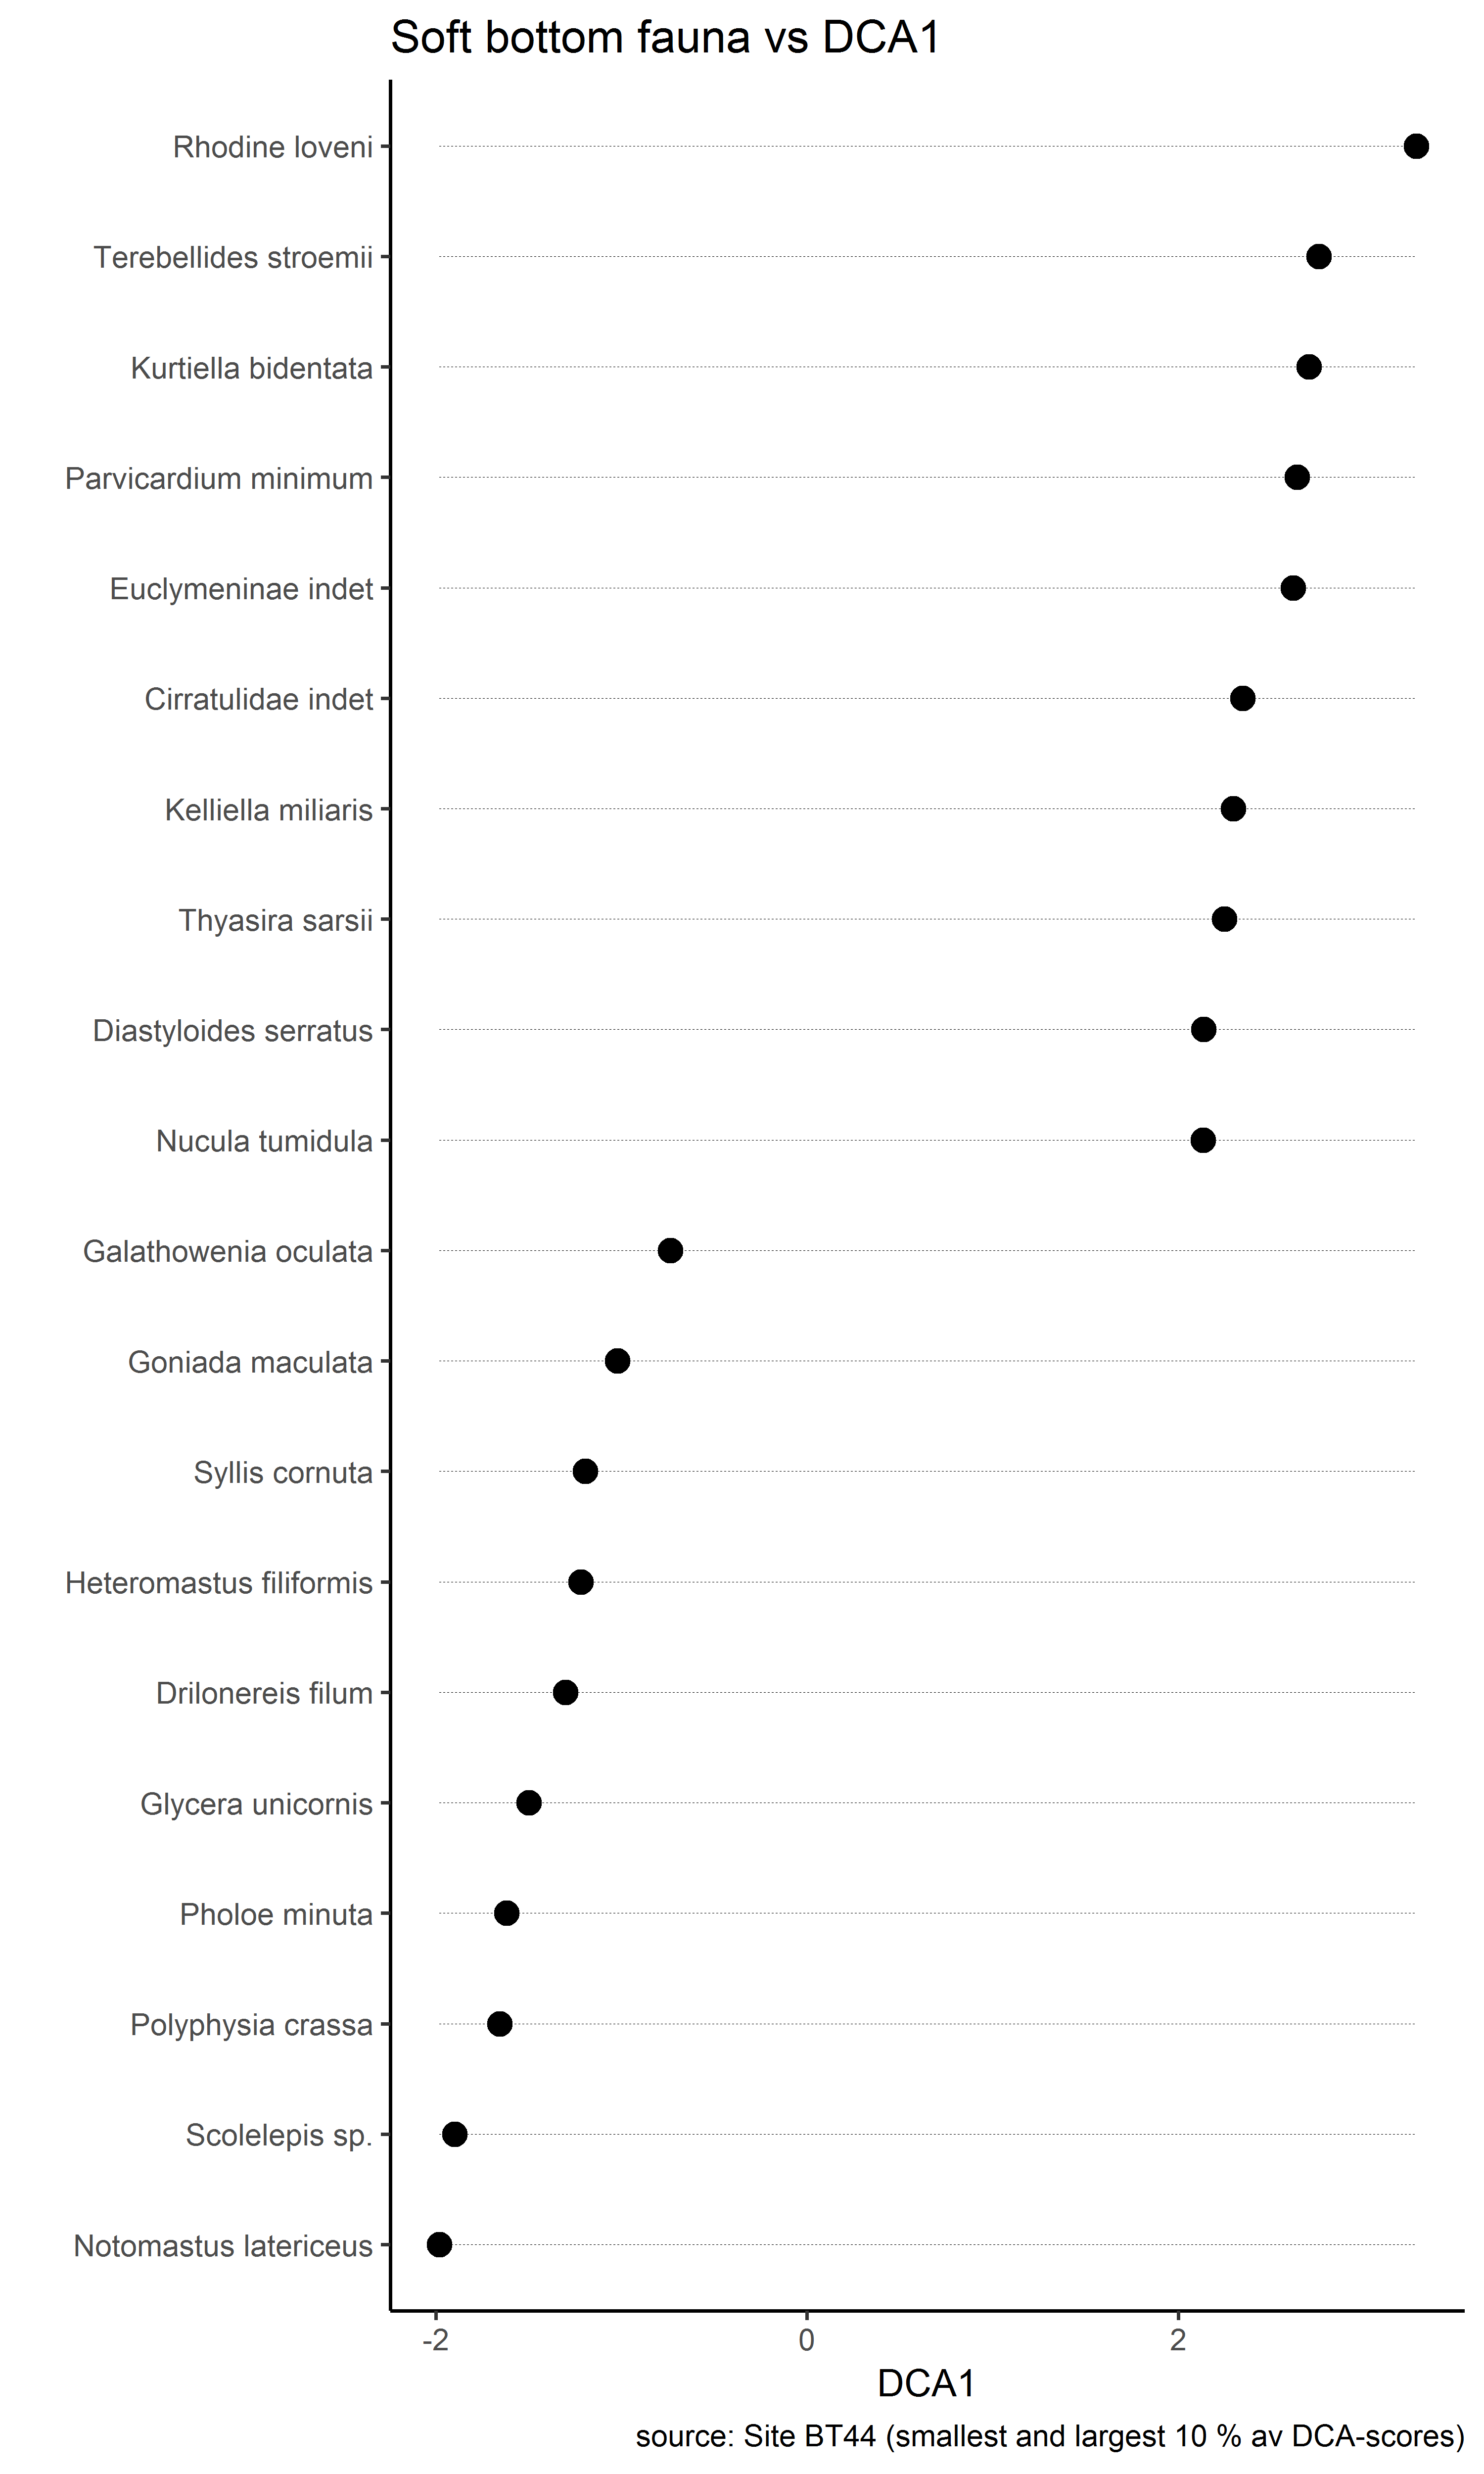 Soft bottom fauna vs DCA1
Rhodine loveni
Terebellides stroemii
Kurtiella bidentata
Parvicardium minimum
Euclymeninae indet
Cirratulidae indet
Kelliella miliaris
Thyasira sarsii
Diastyloides serratus
Nucula tumidula
Galathowenia oculata
Goniada maculata
Syllis cornuta
Heteromastus filiformis
Drilonereis filum
Glycera unicornis
Pholoe minuta
Polyphysia crassa
Scolelepis sp.
Notomastus latericeus
-2 0 2
DCA1
source: Site BT44 (smallest and largest 10 % av DCA-scores)